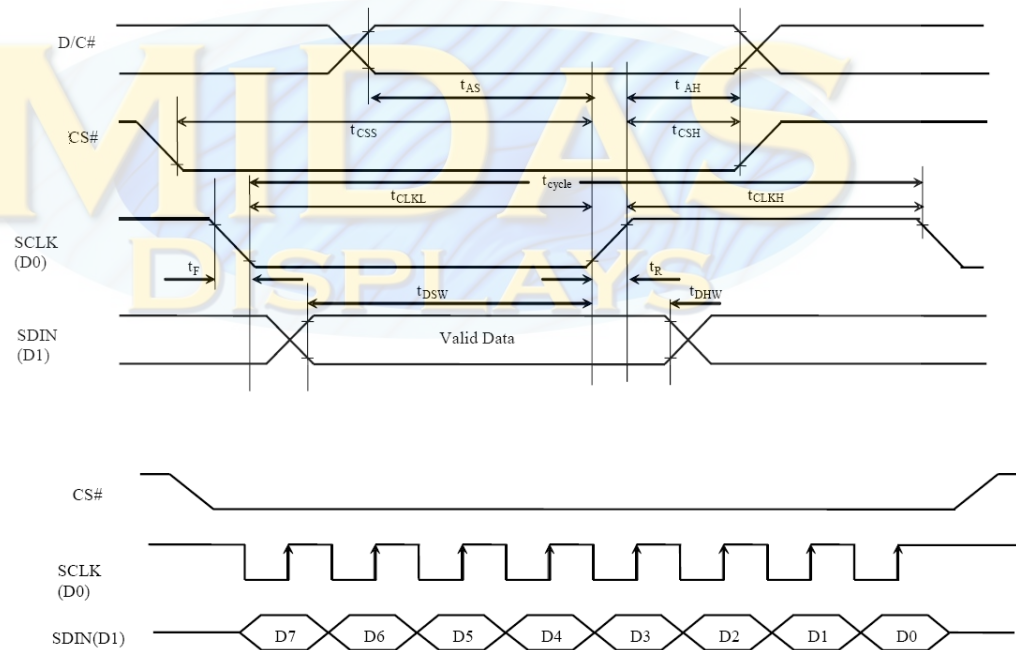 MIDAS
DISPLAYS
D/C#
tAS
tAH
CS#
tCSS
tCSH
tcycle
tCLKL
tCLKH
SCLK
(D0)
tF
tR
tDSW
tDHW
SDIN
(D1)
Valid Data
CS#
SCLK
(D0)
SDIN(D1)
D7 D6 D5 D4 D3 D2 D1 D0